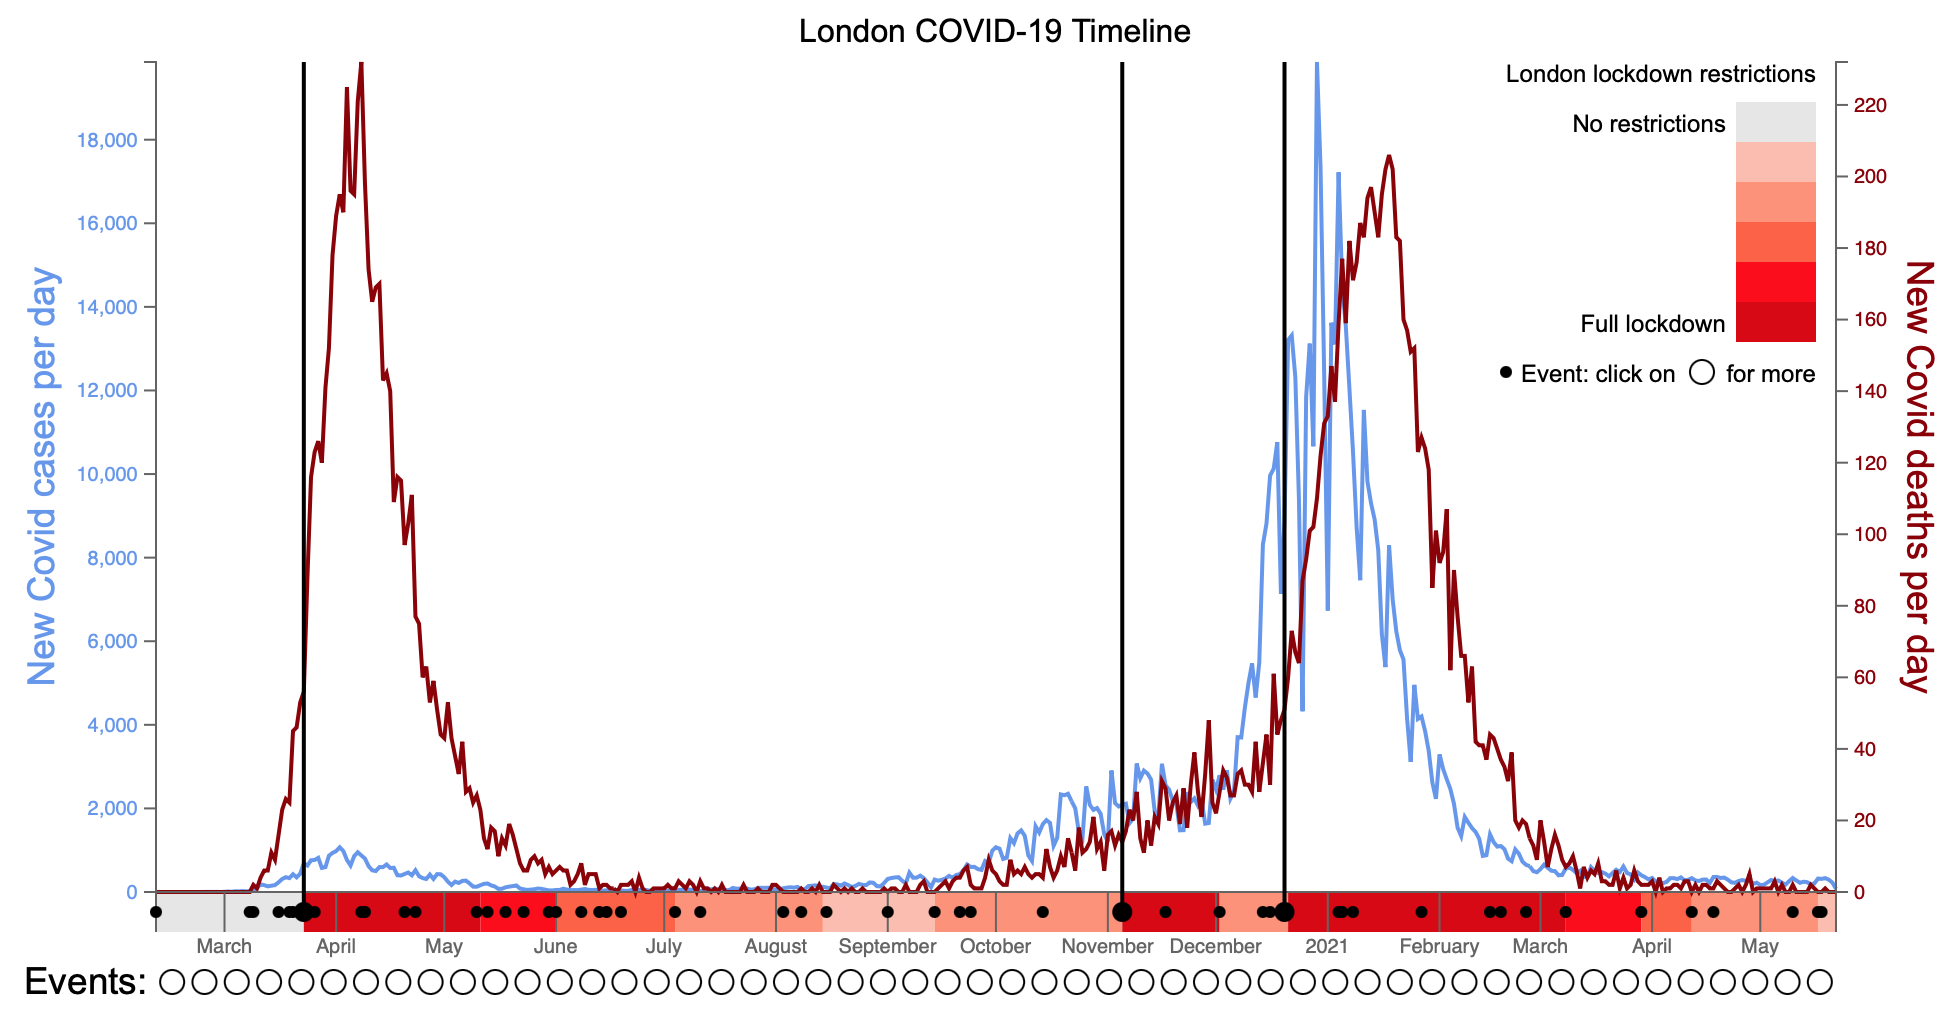 London COVID-19 Timeline
London lockdown restrictions
No restrictions
Full lockdown
Event: click on for more
New Covid cases per day
18,000
16,000
14,000
12,000
10,000
8,000
6,000
4,000
2,000
0
New Covid deaths per day
220
200
180
160
140
120
100
80
60
40
20
0
March April May June July August September October November December 2021 February March April May
Events: